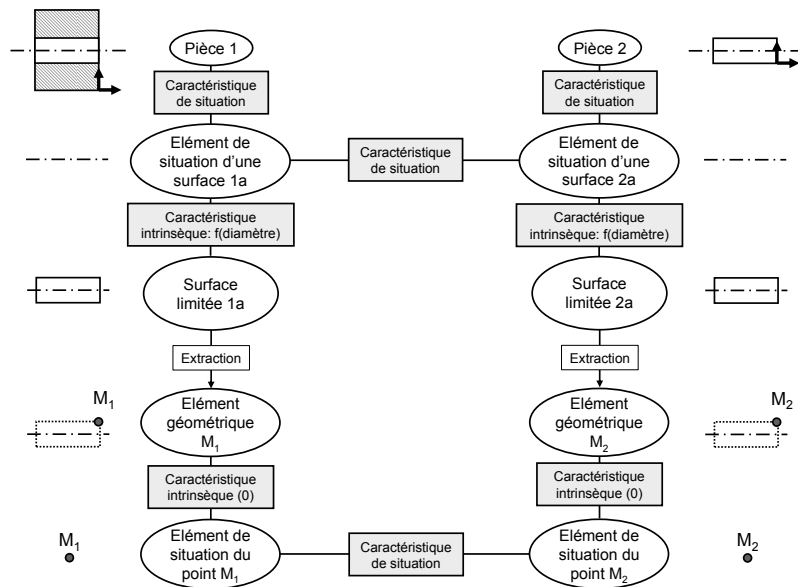 Pièce 1
Pièce 2
Caractéristique
de situation
Caractéristique
de situation
Elément de
situation d'une
surface 1a
Caractéristique
de situation
Elément de
situation d'une
surface 2a
Caractéristique
intrinsèque: f(diamètre)
Caractéristique
intrinsèque: f(diamètre)
Surface
limitée 1a
Surface
limitée 2a
Extraction
Extraction
M1
Elément
géométrique
M1
Elément
géométrique
M2
M2
Caractéristique
intrinsèque (0)
Caractéristique
intrinsèque (0)
M1
Elément de
situation du
point M1
Caractéristique
de situation
Elément de
situation du
point M2
M2